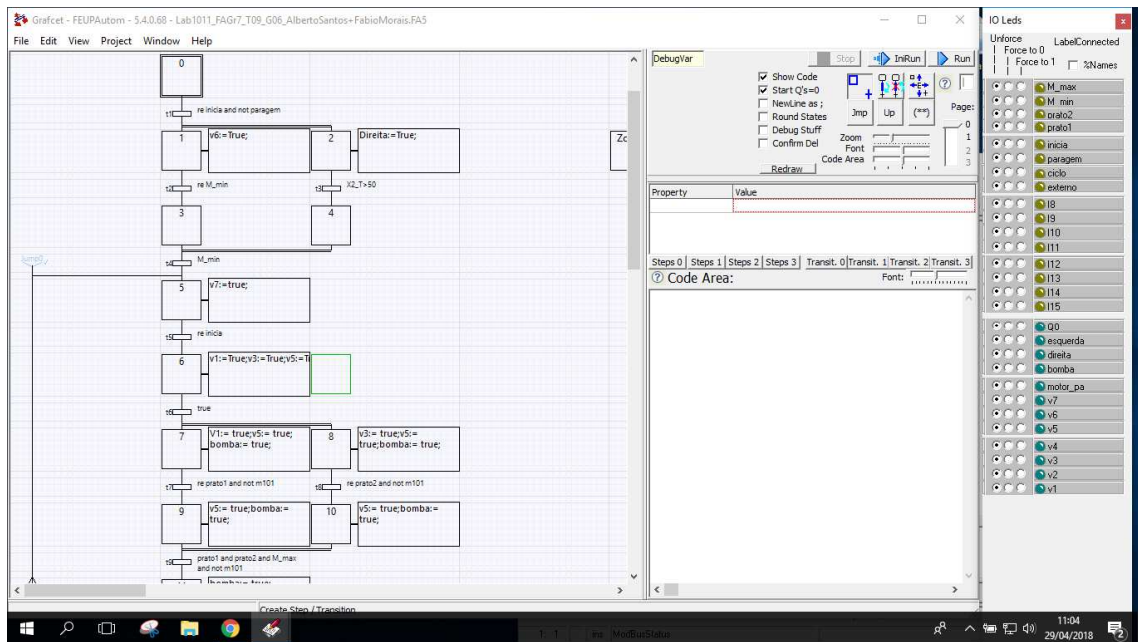 Grafcet - FEUPAutom - 5.4.0.68 - Lab1011_FAGr7_T09_G06_AlbertoSantos+FabioMorais.FA5
File Edit View Project Window Help
0
t1
re inicia and not paragem
1
v6:=True;
2
Direita:=True;
Zo
t2
re M_min
t3
X2_T>50
3
4
jump0
t4
M_min
5
v7:=true;
t5
re inicia
6
v1:=True;v3:=True;v5:=Ti
t6
true
7
V1:= true;v5:= true;
bomba:= true;
8
v3:= true;v5:=
true;bomba:= true;
t7
re prato1 and not m101
t8
re prato2 and not m101
9
v5:= true;bomba:=
true;
10
v5:= true;bomba:=
true;
t9
prato1 and prato2 and M_max
and not m101
bomba:= true;
Create Step / Transition
DebugVar
Stop
IniRun
Run
Show Code
Start Q's=0
NewLine as ;
Round States
Debug Stuff
Confirm Del
Redraw
Jmp
Up
(**)
Page:
0
1
2
3
Zoom
Font
Code Area
Property Value
Steps 0 Steps 1 Steps 2 Steps 3 Transit. 0 Transit. 1 Transit. 2 Transit. 3
Code Area:
Font:
1: 1 ins ModBusStatus
IO Leds
Unforce
Force to 0
Force to 1
LabelConnected
%Names
M_max
M_min
prato2
prato1
inicia
paragem
ciclo
externo
I8
I9
I10
I11
I12
I13
I14
I15
Q0
esquerda
direita
bomba
motor_pa
v7
v6
v5
v4
v3
v2
v1
11:04
29/04/2018
2